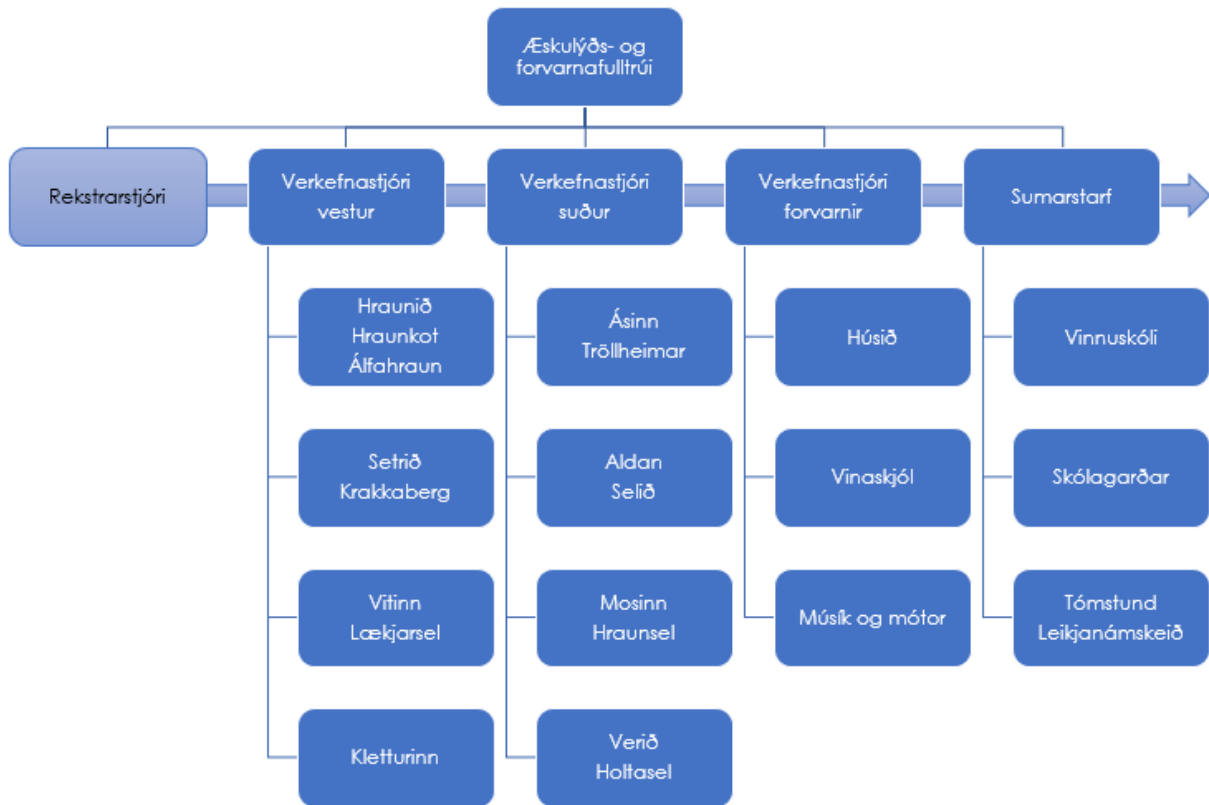 Æskulýðs- og
forvarnafulltrúi
Rekstrarstjóri
Verkefnastjóri
vestur
Verkefnastjóri
suður
Verkefnastjóri
forvarnir
Sumarstarf
Hraunið
Hraunkot
Álfahraun
Setrið
Krakkaberg
Vitinn
Lækjarsel
Kletturinn
Ásinn
Tröllheimar
Aldan
Selið
Mosinn
Hraunsel
Verið
Holtasel
Húsið
Vinaskjól
Músík og mótor
Vinnuskóli
Skólagarðar
Tómstund
Leikjanámskeið